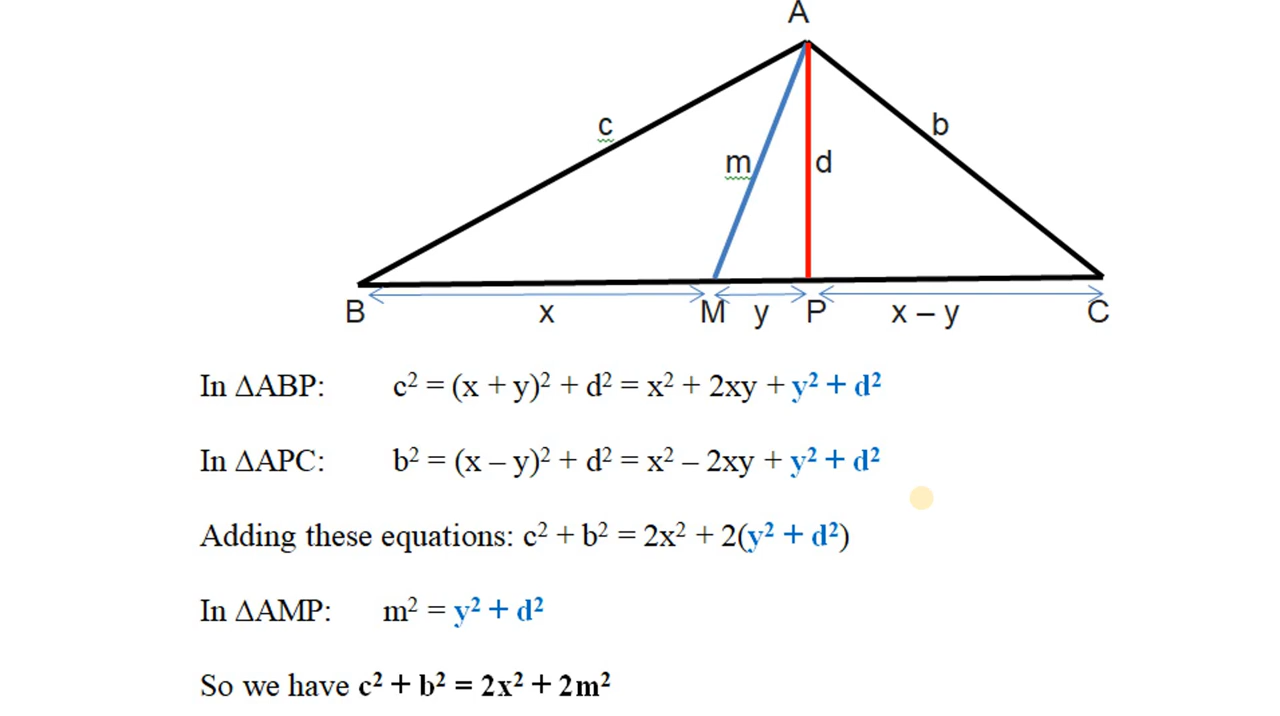 A
c
b
m
d
B
x
M
y
P
x – y
C
In ΔABP: c² = (x + y)² + d² = x² + 2xy + y² + d²
In ΔAPC: b² = (x – y)² + d² = x² – 2xy + y² + d²
Adding these equations: c² + b² = 2x² + 2(y² + d²)
In ΔAMP: m² = y² + d²
So we have c² + b² = 2x² + 2m²